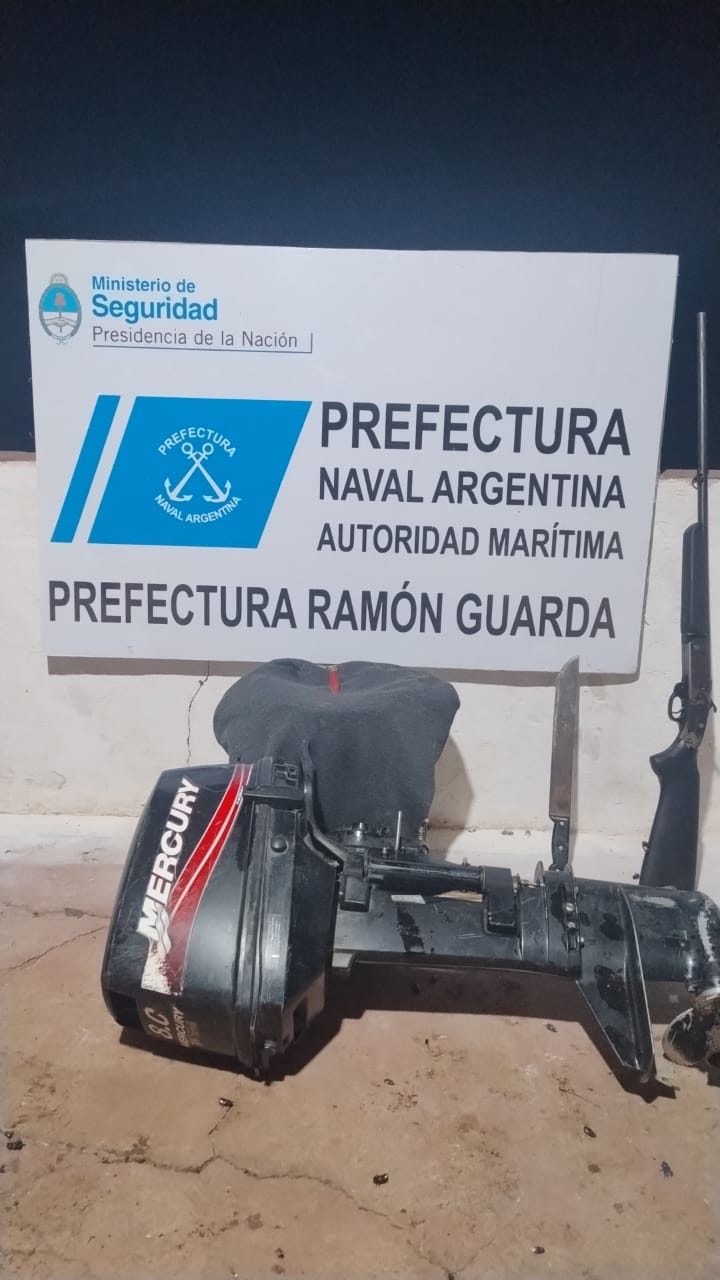 Ministerio de
Seguridad
Presidencia de la Nación
PREFECTURA
NAVAL ARGENTINA
PREFECTURA
NAVAL ARGENTINA
AUTORIDAD MARÍTIMA
PREFECTURA RAMÓN GUARDA
MERCURY
MERCURY